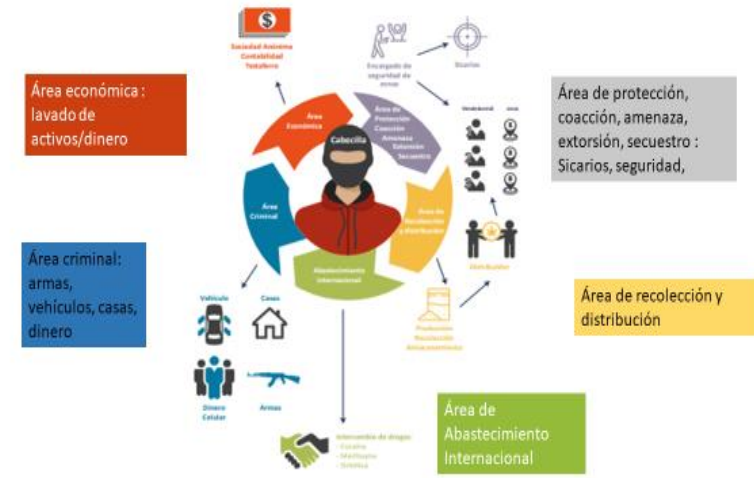 $
Sociedad Anónima
Contabilidad
Testaferro
Encargado de
seguridad de
zonas
Sicarios
Área económica :
lavado de
activos/dinero
Área
Económica
Área de
Protección
Coacción
Amenaza
Extorsión
Secuestro
Cabecilla
Área de protección,
coacción, amenaza,
extorsión, secuestro :
Sicarios, seguridad,
Área
Criminal
Área de
Recolección
y distribución
Área criminal:
armas,
vehículos, casas,
dinero
Abastecimiento
Internacional
Distribuidor
Área de recolección y
distribución
Vehículo
Casas
Producción
Recolección
Almacenamiento
Dinero
Celular
Armas
Intercambio de drogas
- Cocaína
- Marihuana
- Sintética
Área de
Abastecimiento
Internacional